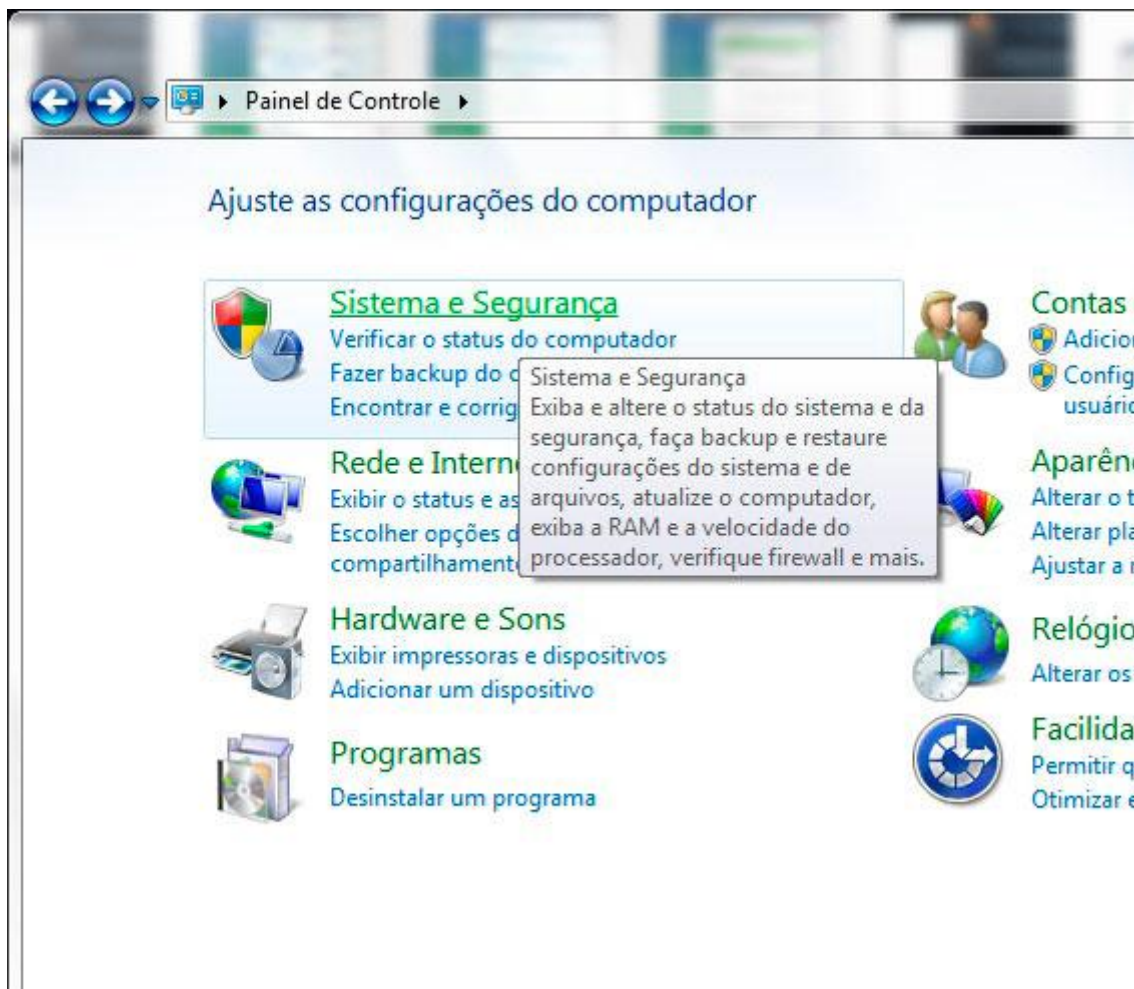 Painel de Controle
Ajuste as configurações do computador
Sistema e Segurança
Verificar o status do computador
Fazer backup do
Encontrar e corrig
Sistema e Segurança
Exiba e altere o status do sistema e da
segurança, faça backup e restaure
configurações do sistema e de
arquivos, atualize o computador,
exiba a RAM e a velocidade do
processador, verifique firewall e mais.
Rede e Intern
Exibir o status e as
Escolher opções d
compartilhament
Hardware e Sons
Exibir impressoras e dispositivos
Adicionar um dispositivo
Programas
Desinstalar um programa
Contas
Adicio
Config
usuário
Aparên
Alterar o t
Alterar pla
Ajustar a
Relógio
Alterar os
Facilida
Permitir q
Otimizar e